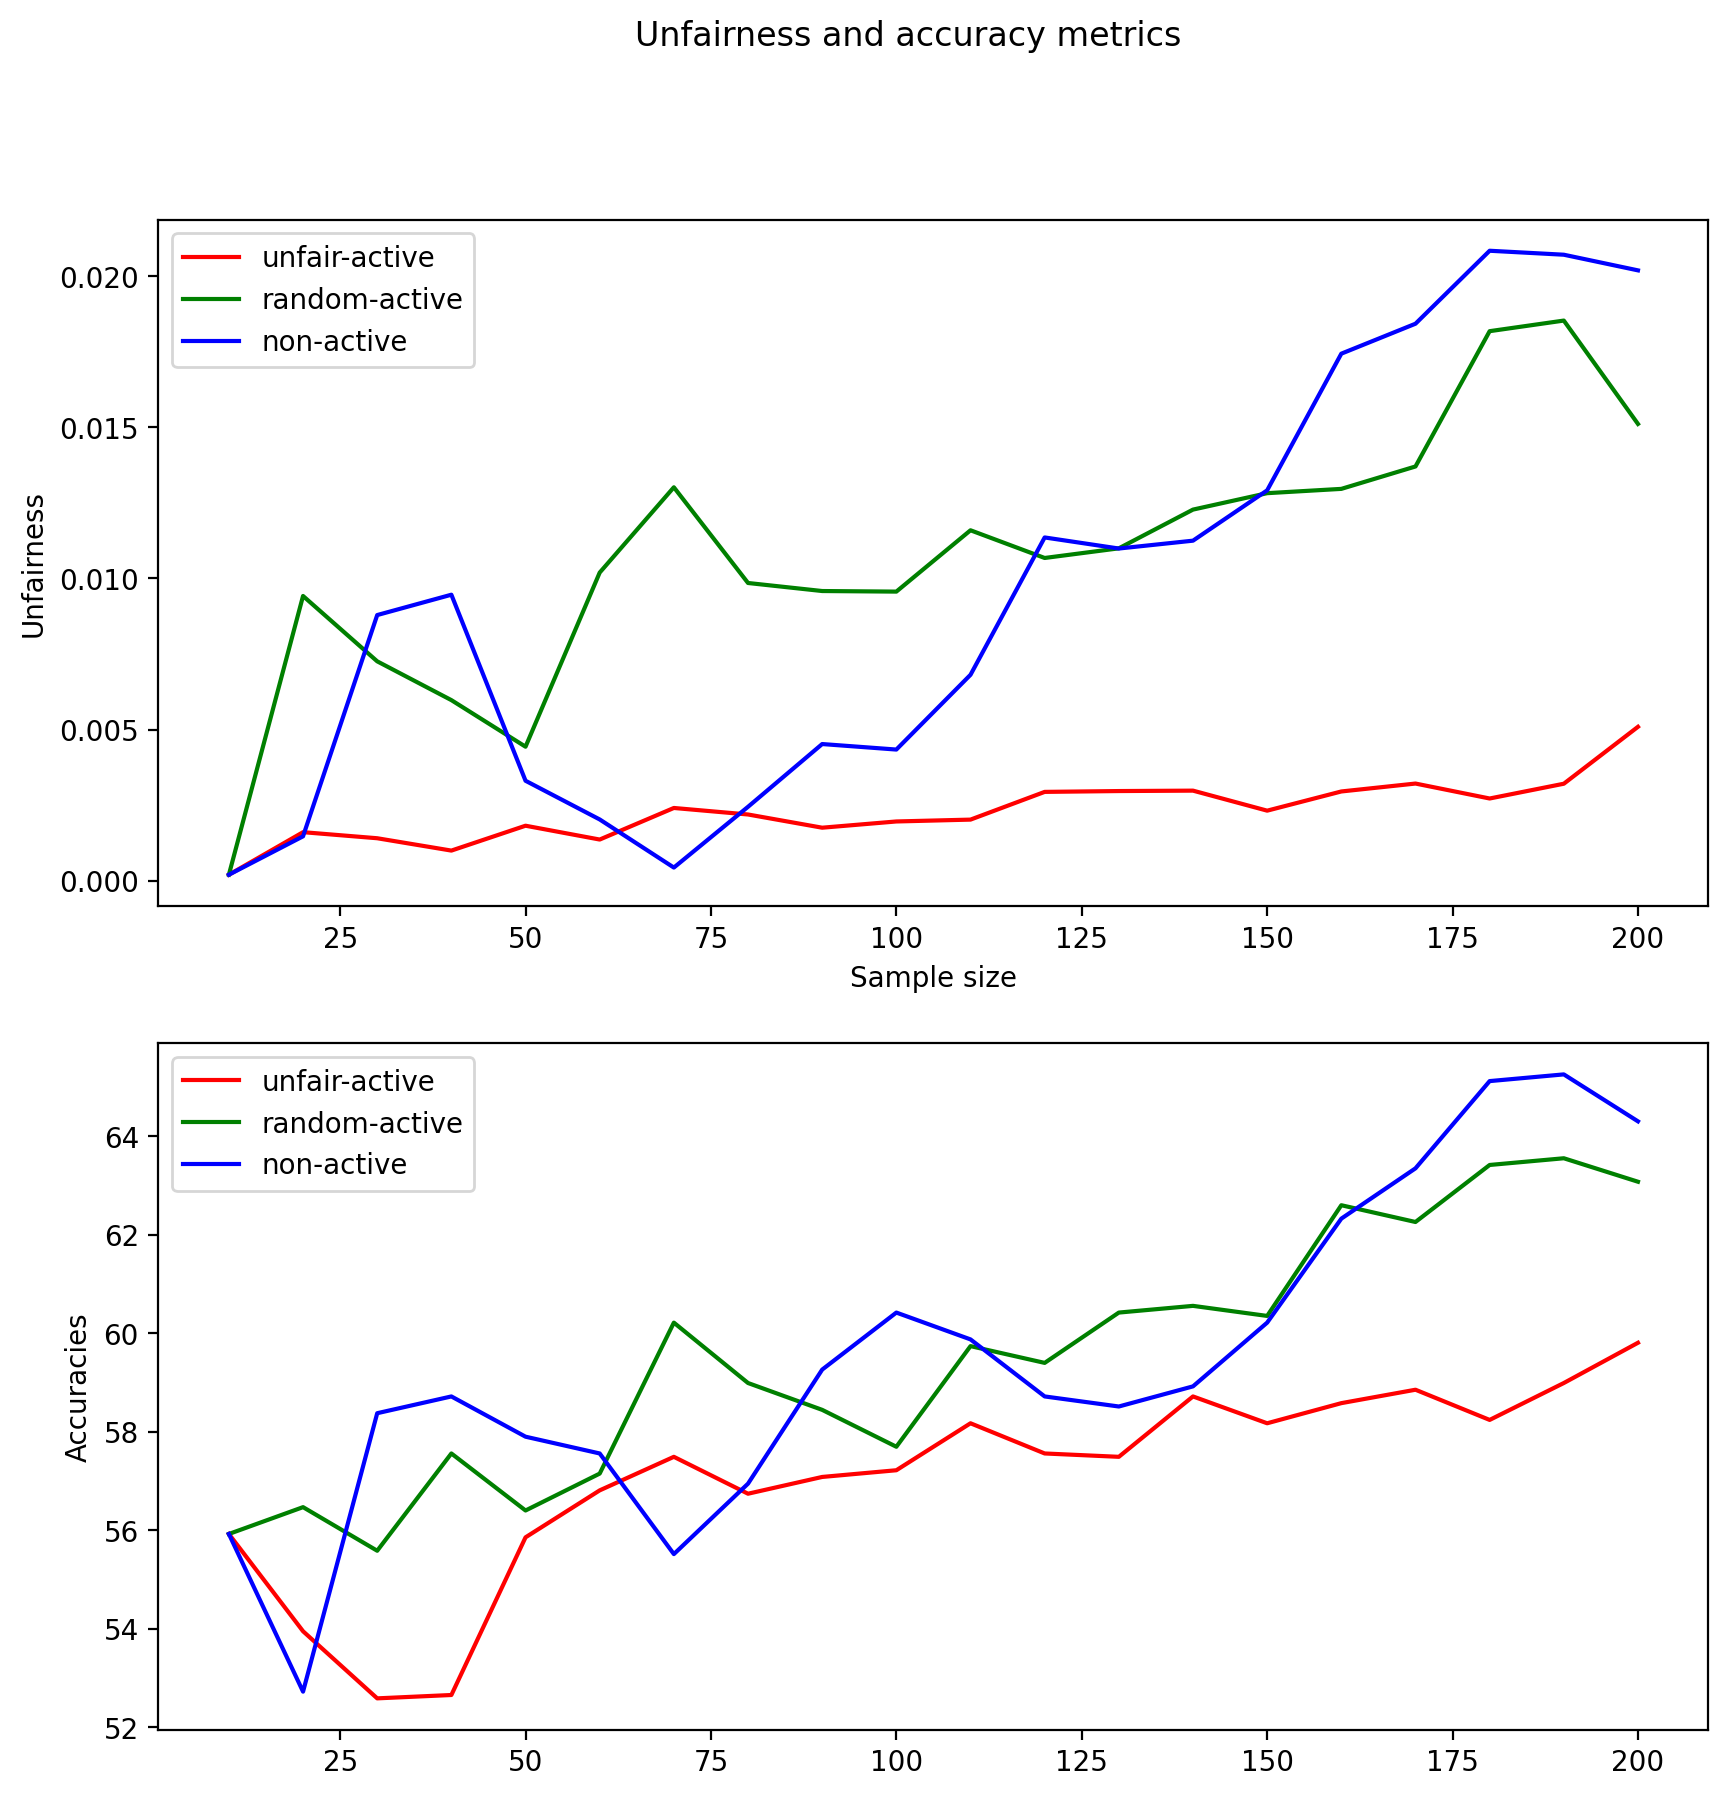 Unfairness and accuracy metrics
unfair-active
random-active
non-active
0.020
0.015
0.010
0.005
0.000
Unfairness
25 50 75 100 125 150 175 200
Sample size
unfair-active
random-active
non-active
64
62
60
58
56
54
52
Accuracies
25 50 75 100 125 150 175 200